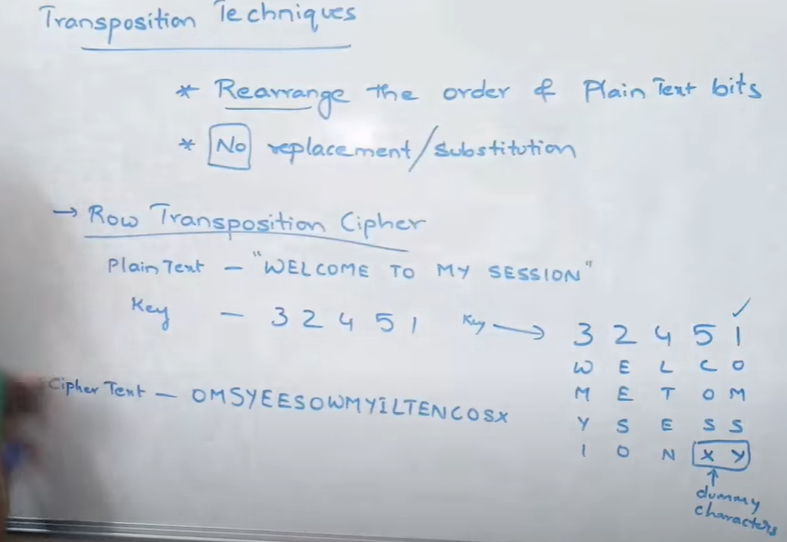 Transposition Techniques
* Rearrange the order of Plain Text bits
* No replacement/substitution
→ Row Transposition Cipher
Plain Text – "WELCOME TO MY SESSION"
Key – 3 2 4 5 1
Key → 3 2 4 5 1
W E L C O
M E T O M
Y S E S S
I O N X Y
dummy
characters
Cipher Text – OMSYEESOWMYILTENCOSX